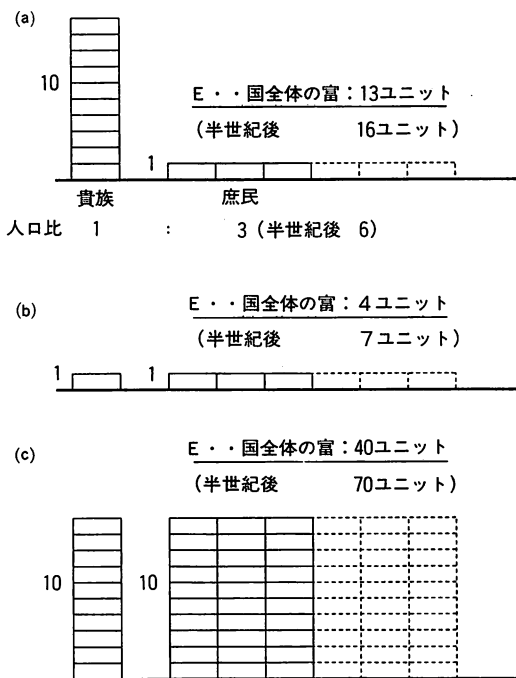 (a)
10
E・・国全体の富：13ユニット
(半世紀後 16ユニット)
1
貴族 庶民
人口比 1 : 3 (半世紀後 6)
(b)
E・・国全体の富：4ユニット
(半世紀後 7ユニット)
1 1
(c)
E・・国全体の富：40ユニット
(半世紀後 70ユニット)
10 10